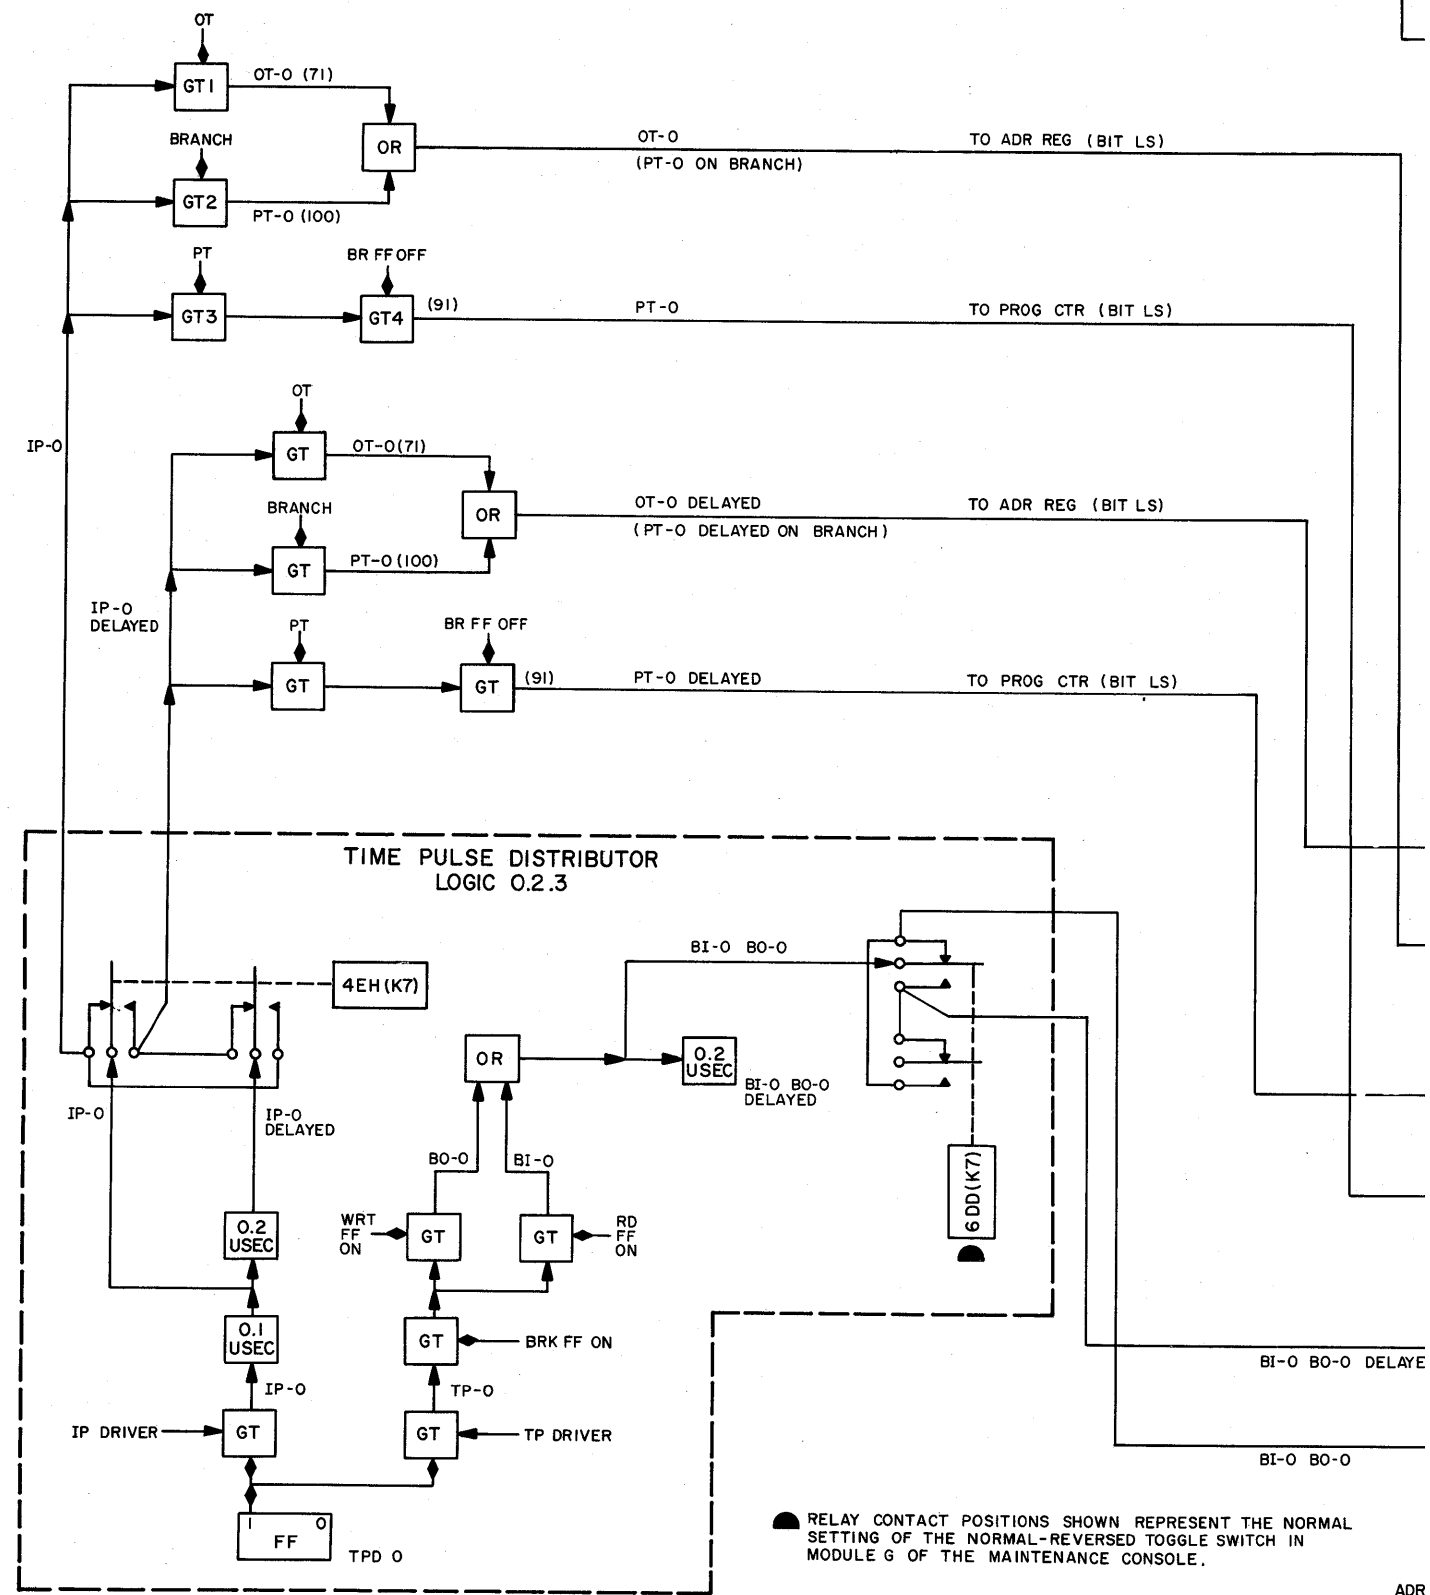 OT
GT1
OT-0 (71)
BRANCH
OR
OT-0
TO ADR REG (BIT LS)
(PT-0 ON BRANCH)
GT2
PT-0 (100)
PT
BR FF OFF
GT3
GT4
(91)
PT-0
TO PROG CTR (BIT LS)
OT
IP-0
GT
OT-0(71)
BRANCH
OR
OT-0 DELAYED
TO ADR REG (BIT LS)
(PT-0 DELAYED ON BRANCH)
GT
PT-0(100)
IP-0
DELAYED
PT
BR FF OFF
GT
GT
(91)
PT-0 DELAYED
TO PROG CTR (BIT LS)
TIME PULSE DISTRIBUTOR
LOGIC 0.2.3
BI-0 BO-0
4EH(K7)
OR
0.2
USEC
BI-0 BO-0
DELAYED
IP-0
IP-0
DELAYED
BO-0
BI-0
6DD(K7)
0.2
USEC
WRT
FF
ON
GT
GT
RD
FF
ON
0.1
USEC
GT
BRK FF ON
BI-0 BO-0 DELAYE
IP-0
TP-0
IP DRIVER
GT
GT
TP DRIVER
BI-0 BO-0
1
0
FF
TPD 0
RELAY CONTACT POSITIONS SHOWN REPRESENT THE NORMAL
SETTING OF THE NORMAL-REVERSED TOGGLE SWITCH IN
MODULE G OF THE MAINTENANCE CONSOLE.
ADR